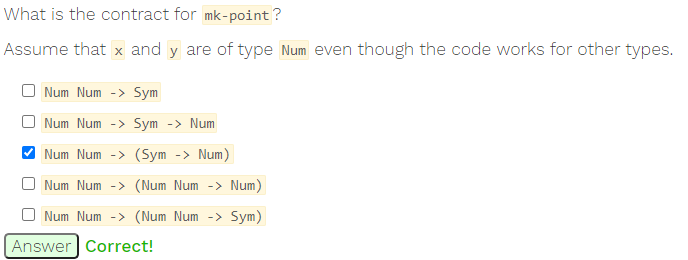 What is the contract for mk-point?
Assume that x and y are of type Num even though the code works for other types.
Num Num -> Sym
Num Num -> Sym -> Num
Num Num -> (Sym -> Num)
Num Num -> (Num Num -> Num)
Num Num -> (Num Num -> Sym)
Answer Correct!